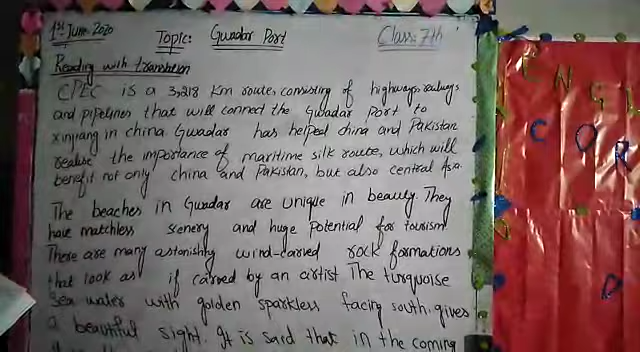 1st June 2020
Topic: Gwadar Port
Class: 7th
Reading with translation
CPEC is a 3,218 Km route, consisting of highways, railways
and pipelines that will connect the Gwadar Port to
xinjiang in china. Gwadar has helped china and Pakistan
realise the importance of maritime silk route, which will
benefit not only china and Pakistan, but also central Asia.
The beaches in Gwadar are unique in beauty. They
have matchless scenery and huge potential for tourism
There are many astonishing wind-carved rock formations
that look as if carved by an artist The turquoise
sea water with golden sparkless facing south, gives
a beautiful sight. It is said that in the coming
E N G L
C O R
D